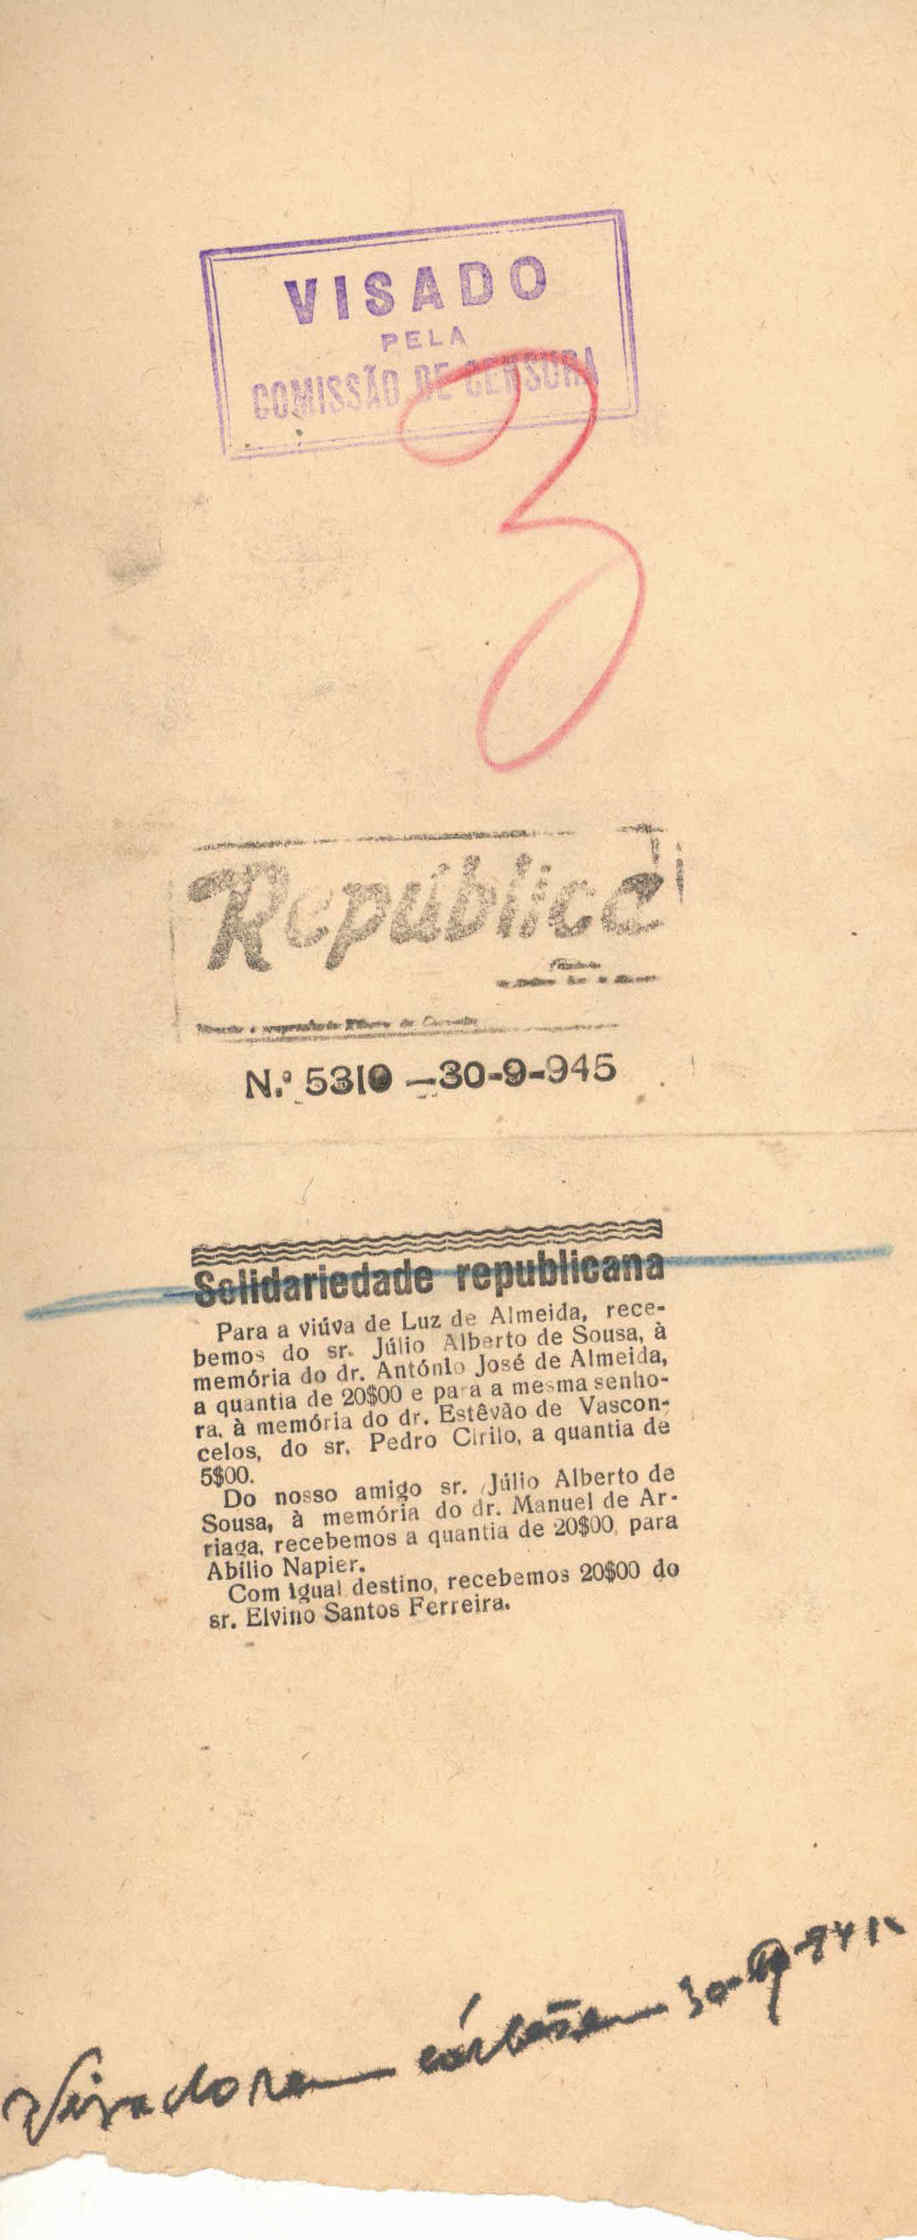 VISADO
PELA
COMISSÃO DE CENSURA
3
República
N.º 5310 —30-9-945
Solidariedade republicana
Para a viúva de Luz de Almeida, rece-
bemos do sr. Júlio Alberto de Sousa, à
memória do dr. António José de Almeida,
a quantia de 20$00 e para a mesma senho-
ra, à memória do dr. Estêvão de Vascon-
celos, do sr. Pedro Cirilo, a quantia de
5$00.
Do nosso amigo sr. Júlio Alberto de
Sousa, à memória do dr. Manuel de Ar-
riaga, recebemos a quantia de 20$00, para
Abílio Napier.
Com igual destino, recebemos 20$00 do
sr. Elvino Santos Ferreira.
30-9-945